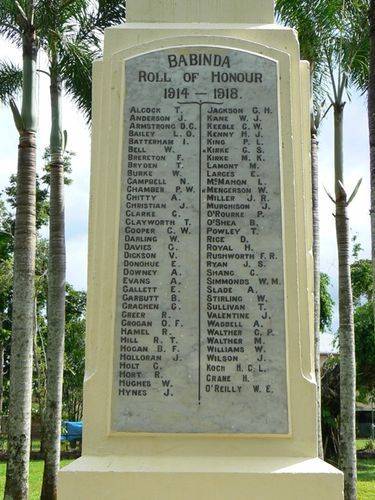 BABINDA
ROLL OF HONOUR
1914 — 1918.
ALCOCK T.
ANDERSON J.
ARMSTRONG D.C.
BAILEY L.O.
BATTERHAM I.
BELL W.
BRERETON F.
BRYDEN T.
BURKE W.
CAMPBELL N.
CHAMBER P.W.
CHITTY A.
CHRISTIAN J.
CLARKE C.
CLAYWORTH T.
COOPER G.W.
DARLING W.
DAVIES G.
DICKSON V.
DONOHUE E.
DOWNEY A.
EVANS A.
GALLETT E.
GARBUTT B.
GRACHEN G.
GREER R.
GROGAN O.F.
HAMEL R.
HILL R.T.
HOGAN B.F.
HOLLORAN J.
HOLT G.
HORT R.
HUGHES W.
HYNES J.
JACKSON G.H.
KANE W.J.
KEEBLE C.W.
KENNY H.J.
KING P.L.
KIRKE C.S.
KIRKE M.K.
LAMONT M.
LARGES E.
McMAHON L.
MENGERSON W.
MILLER J.R.
MURGHISON J.
O'ROURKE P.
O'SHEA B.
POWLEY T.
RICE D.
ROYAL H.
RUSHWORTH F.R.
RYAN J.S.
SHANG C.
SIMMONDS W.M.
SLADE A.
STIRLING W.
SULLIVAN T.
VALENTINE J.
WADDELL A.
WALTHER C.P.
WALTHER M.
WILLIAMS W.
WILSON J.
KOCH H.C.L.
CRANE H.
O'REILLY W.E.